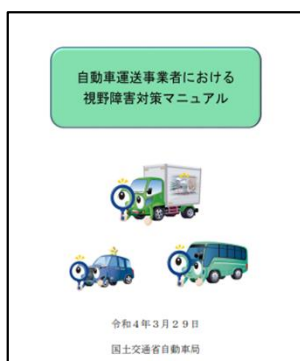 自動車運送事業者における
視野障害対策マニュアル
令和4年3月29日
国土交通省自動車局